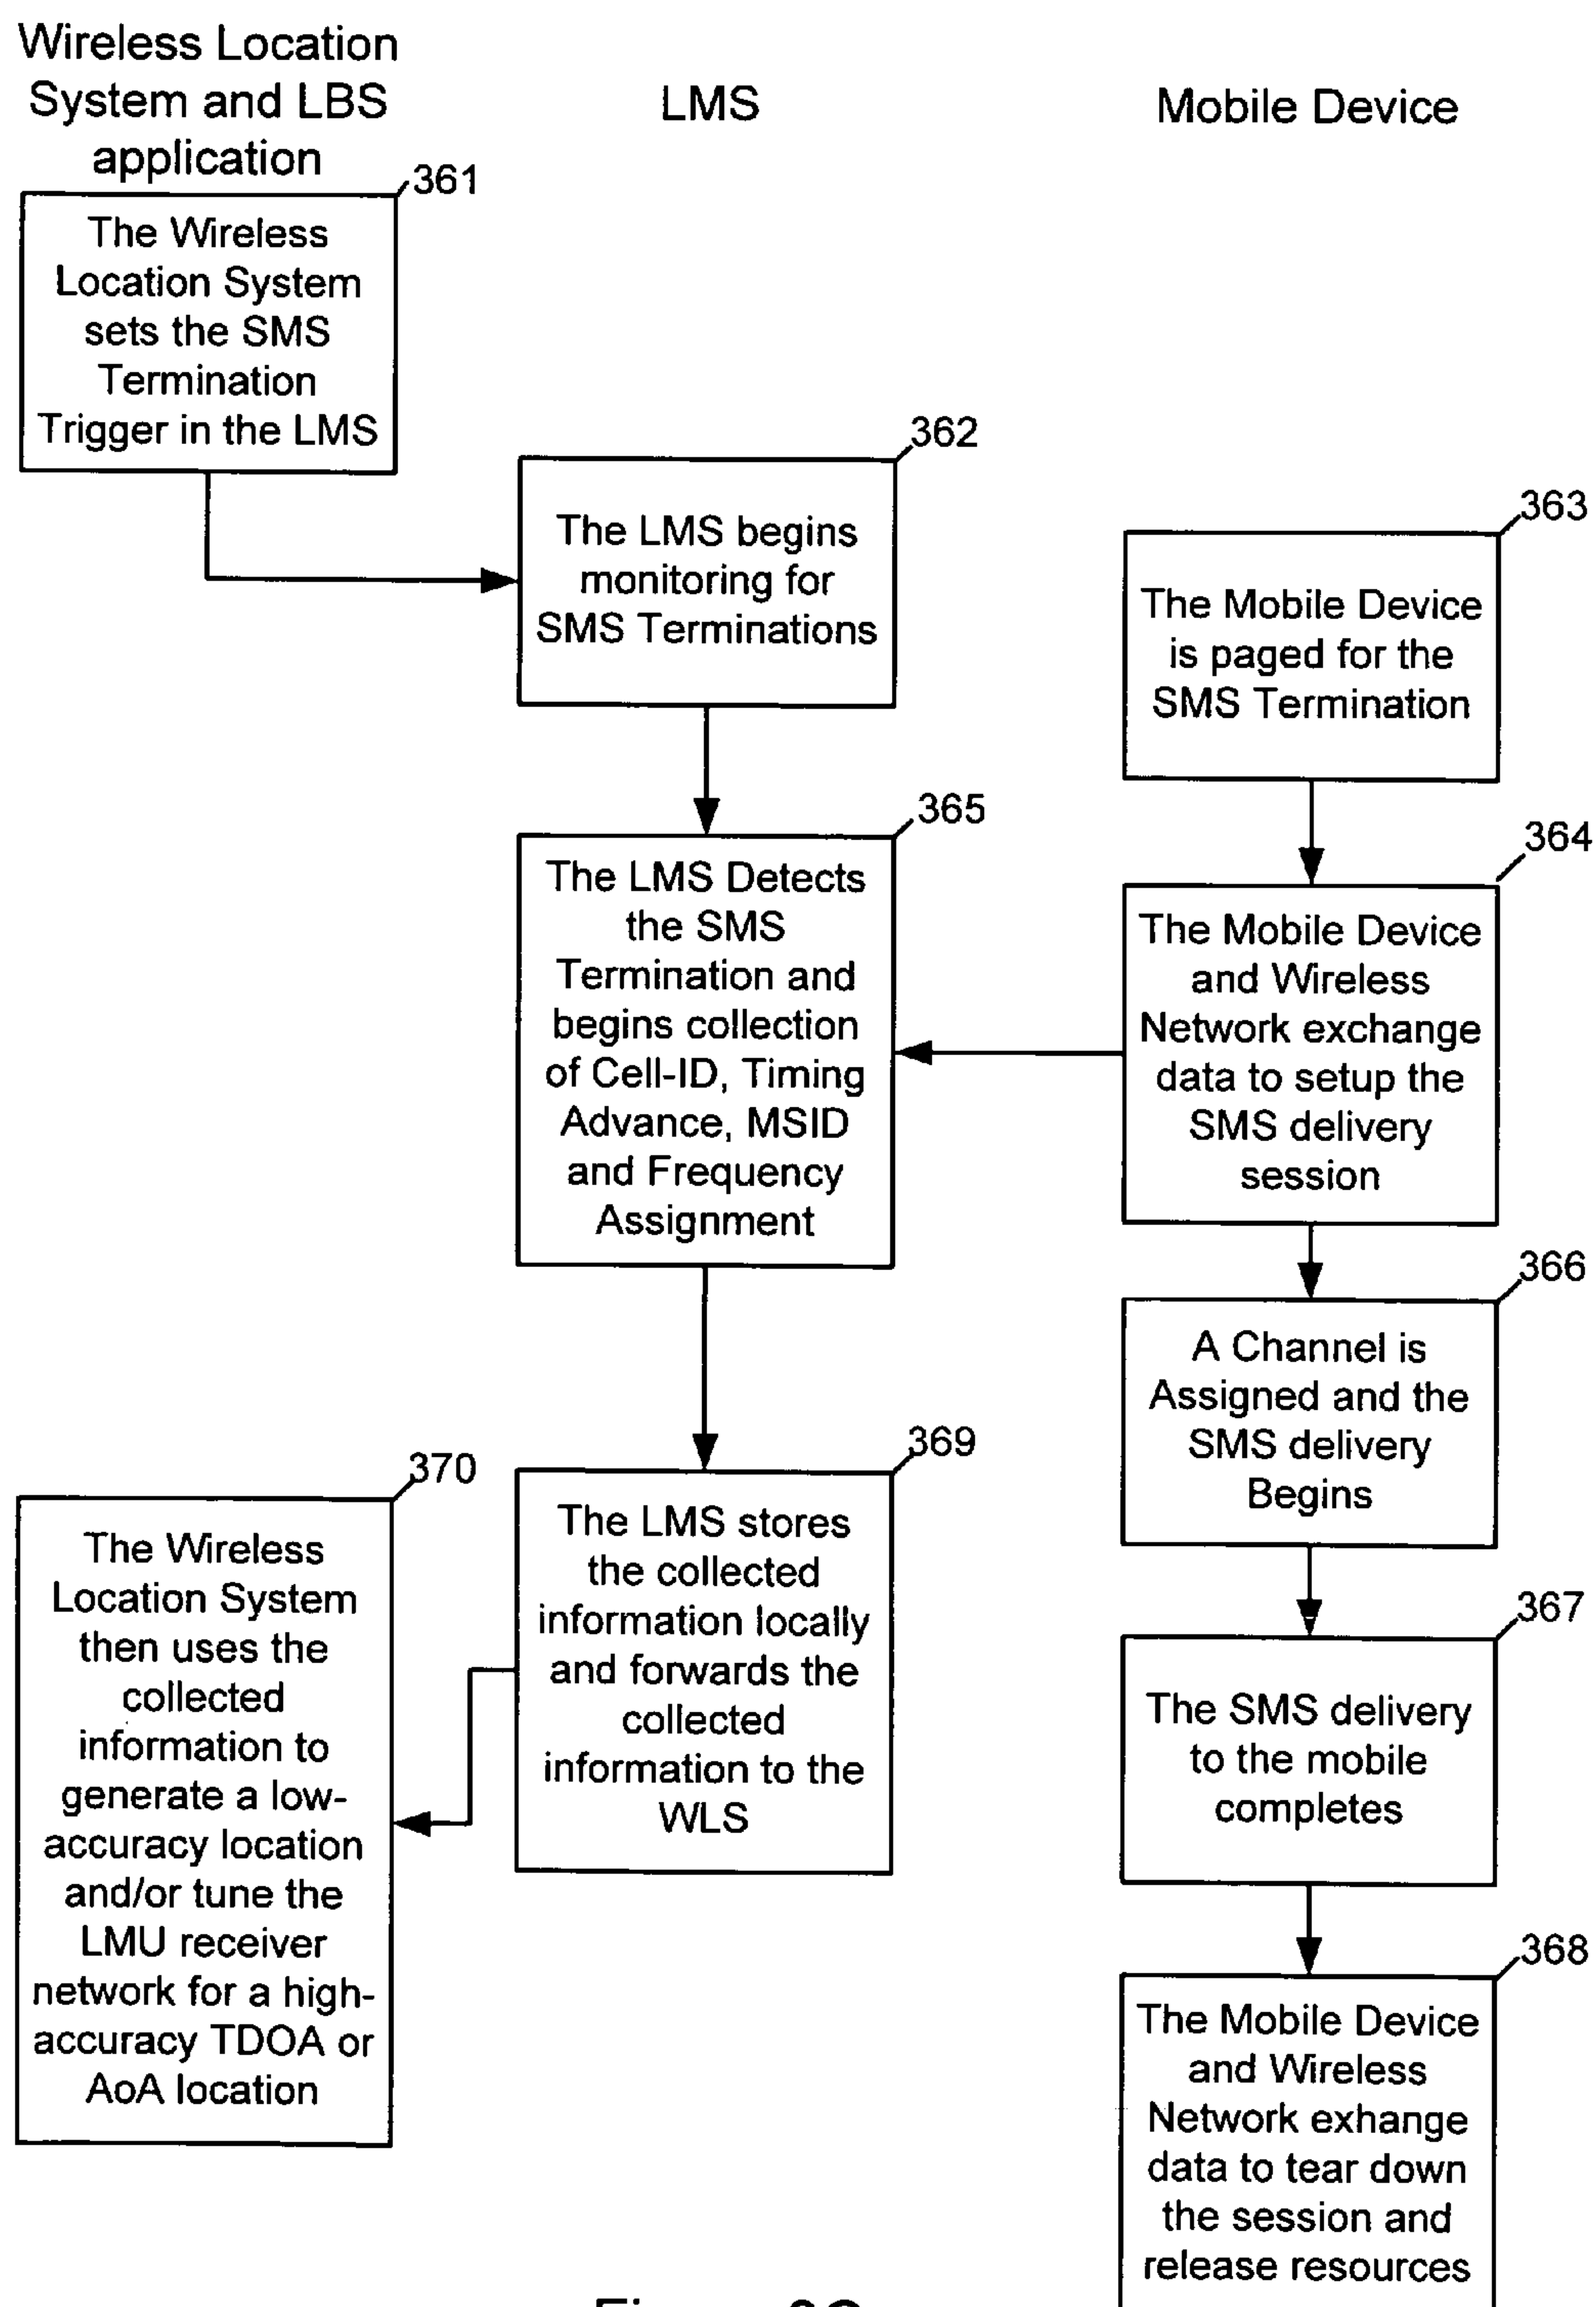 Wireless Location
System and LBS
application
LMS
Mobile Device
361
The Wireless
Location System
sets the SMS
Termination
Trigger in the LMS
362
The LMS begins
monitoring for
SMS Terminations
363
The Mobile Device
is paged for the
SMS Termination
364
The Mobile Device
and Wireless
Network exchange
data to setup the
SMS delivery
session
365
The LMS Detects
the SMS
Termination and
begins collection
of Cell-ID, Timing
Advance, MSID
and Frequency
Assignment
366
A Channel is
Assigned and the
SMS delivery
Begins
367
The SMS delivery
to the mobile
completes
368
The Mobile Device
and Wireless
Network exhange
data to tear down
the session and
release resources
369
The LMS stores
the collected
information locally
and forwards the
collected
information to the
WLS
370
The Wireless
Location System
then uses the
collected
information to
generate a low-
accuracy location
and/or tune the
LMU receiver
network for a high-
accuracy TDOA or
AoA location